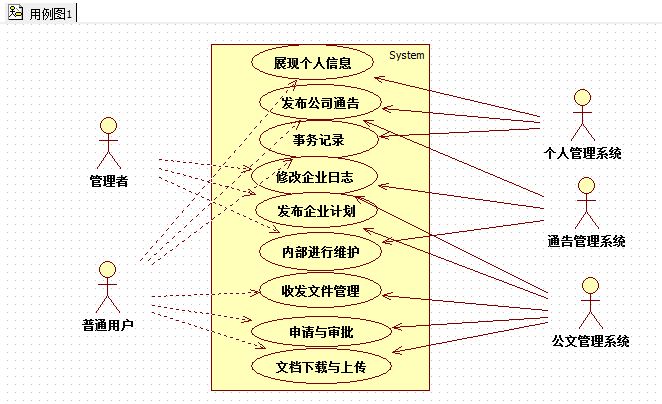 用例图1
System
展现个人信息
发布公司通告
事务记录
修改企业日志
发布企业计划
内部进行维护
收发文件管理
申请与审批
文档下载与上传
管理者
普通用户
个人管理系统
通告管理系统
公文管理系统